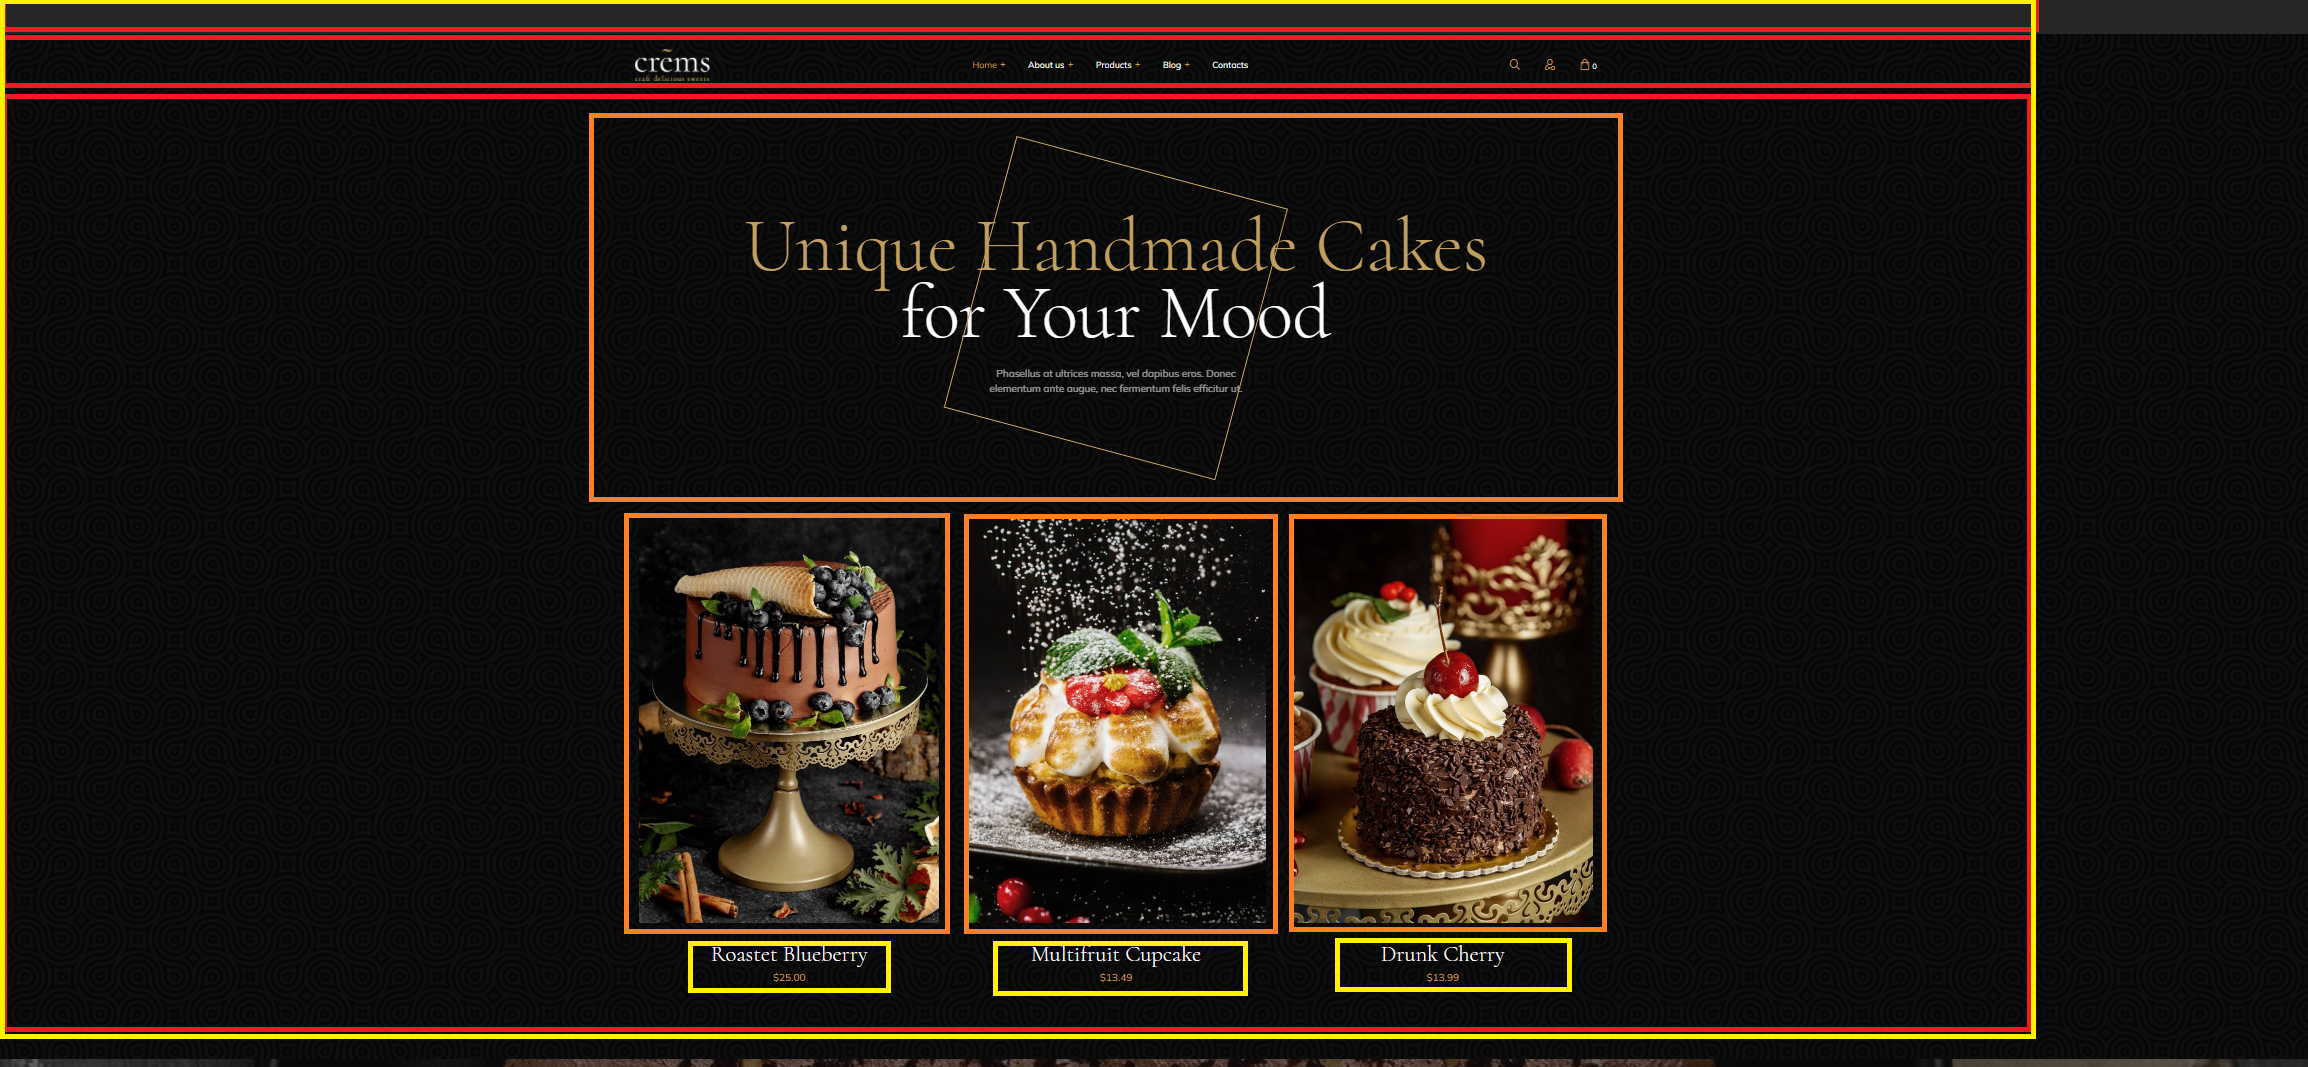 crēms
craft delicious sweets
Home + About us + Products + Blog + Contacts 0
Unique Handmade Cakes
for Your Mood
Phasellus at ultrices massa, vel dapibus eros. Donec
elementum ante augue, nec fermentum felis efficitur ut.
Roastet Blueberry Multifruit Cupcake Drunk Cherry
$25.00 $13.49 $13.99